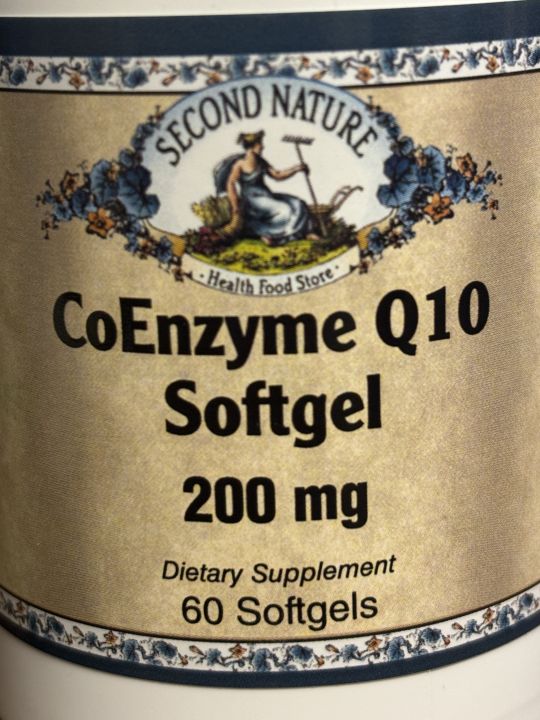 SECOND NATURE
· Health Food Store ·
CoEnzyme Q10
Softgel
200 mg
Dietary Supplement
60 Softgels